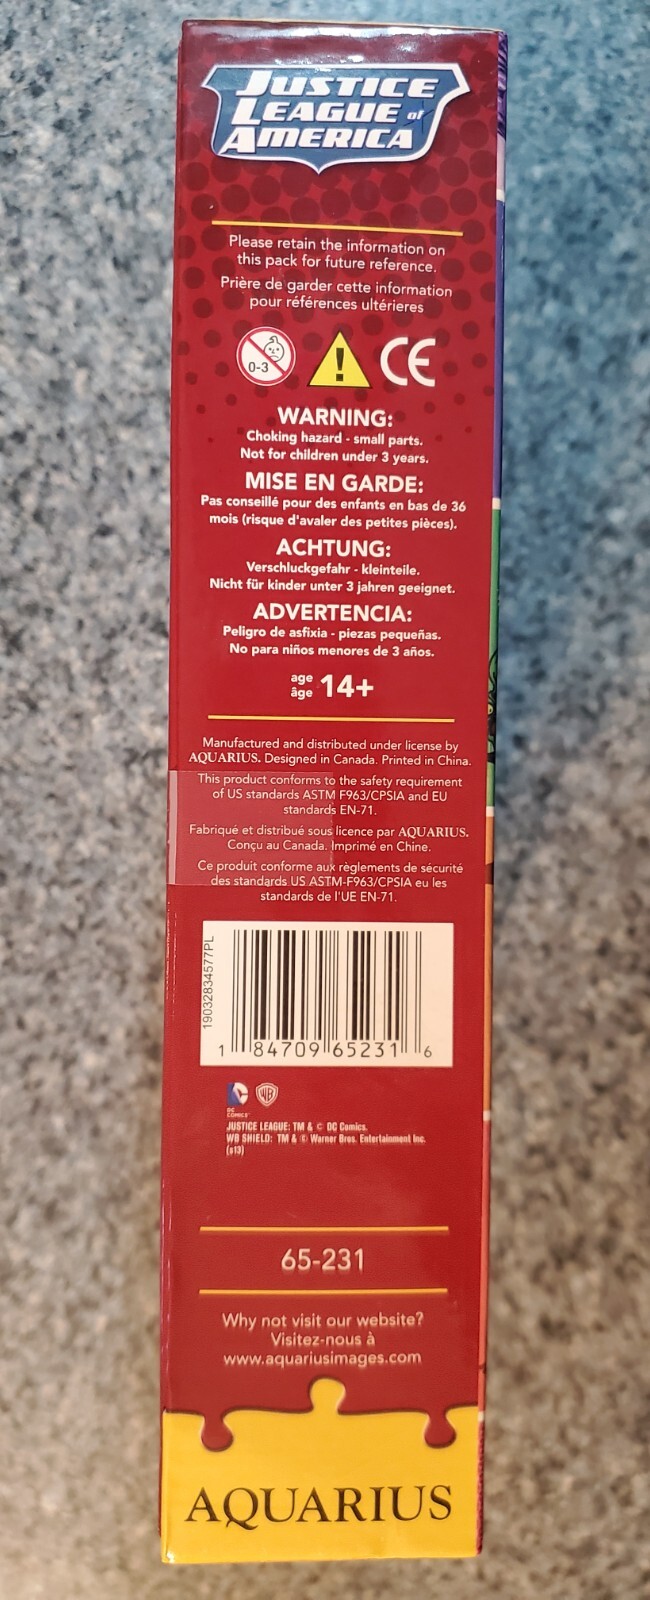 JUSTICE
LEAGUE of
AMERICA
Please retain the information on
this pack for future reference.
Prière de garder cette information
pour références ultérieures
0-3
CE
WARNING:
Choking hazard - small parts.
Not for children under 3 years.
MISE EN GARDE:
Pas conseillé pour des enfants en bas de 36
mois (risque d'avaler des petites pièces).
ACHTUNG:
Verschluckgefahr - kleinteile.
Nicht für kinder unter 3 jahren geeignet.
ADVERTENCIA:
Peligro de asfixia - piezas pequeñas.
No para niños menores de 3 años.
age
âge 14+
Manufactured and distributed under license by
AQUARIUS. Designed in Canada. Printed in China.
This product conforms to the safety requirement
of US standards ASTM F963/CPSIA and EU
standards EN-71.
Fabriqué et distribué sous licence par AQUARIUS.
Conçu au Canada. Imprimé en Chine.
Ce produit conforme aux règlements de sécurité
des standards US ASTM-F963/CPSIA eu les
standards de l'UE EN-71.
19032834577PL
1 84709 65231 6
DC
COMICS™
WB
JUSTICE LEAGUE: TM & © DC Comics.
WB SHIELD: TM & © Warner Bros. Entertainment Inc.
(s13)
65-231
Why not visit our website?
Visitez-nous à
www.aquariusimages.com
AQUARIUS